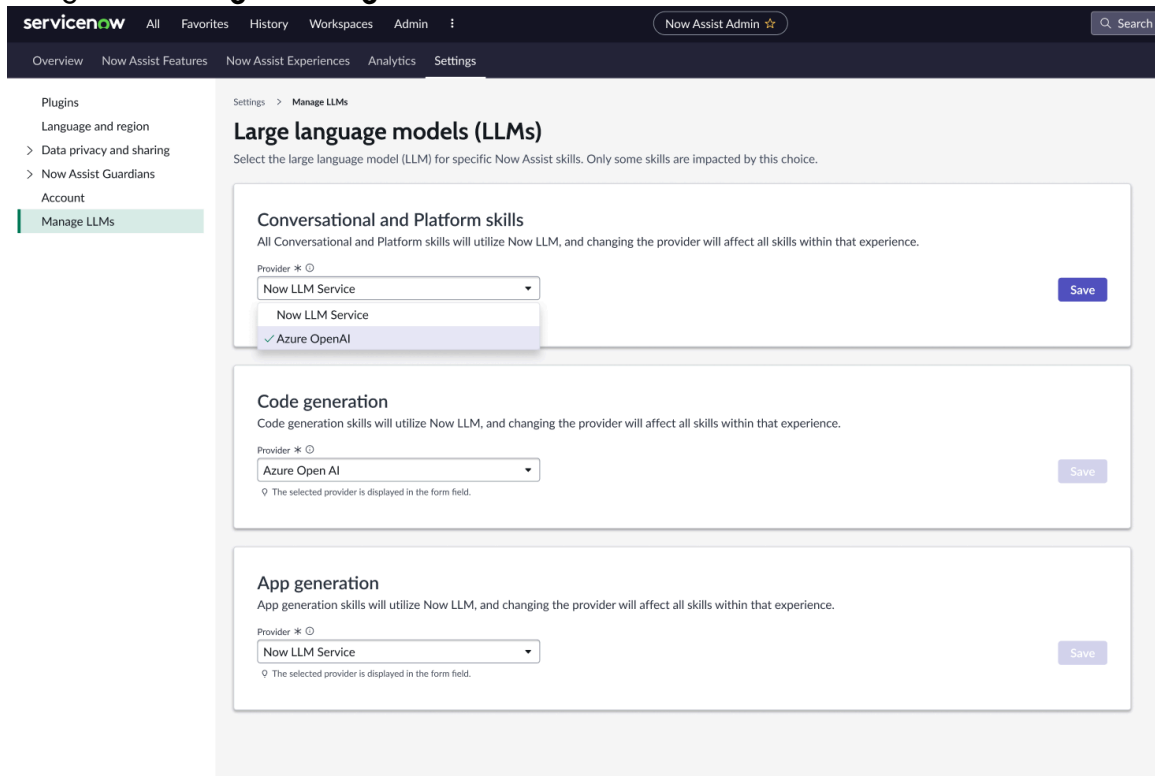 servicenow All Favorites History Workspaces Admin Now Assist Admin Search
Overview Now Assist Features Now Assist Experiences Analytics Settings
Plugins
Language and region
Data privacy and sharing
Now Assist Guardians
Account
Manage LLMs
Settings > Manage LLMs
Large language models (LLMs)
Select the large language model (LLM) for specific Now Assist skills. Only some skills are impacted by this choice.
Conversational and Platform skills
All Conversational and Platform skills will utilize Now LLM, and changing the provider will affect all skills within that experience.
Provider *
Now LLM Service
Save
Now LLM Service
Azure OpenAI
Code generation
Code generation skills will utilize Now LLM, and changing the provider will affect all skills within that experience.
Provider *
Azure Open AI
Save
The selected provider is displayed in the form field.
App generation
App generation skills will utilize Now LLM, and changing the provider will affect all skills within that experience.
Provider *
Now LLM Service
Save
The selected provider is displayed in the form field.